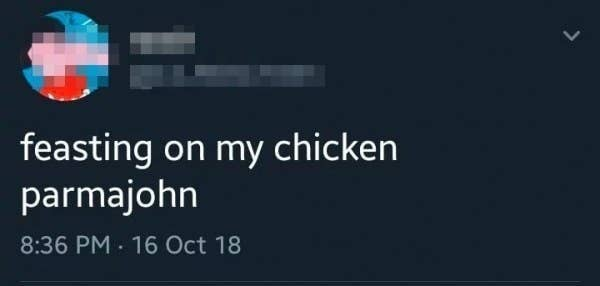 feasting on my chicken
parmajohn
8:36 PM · 16 Oct 18